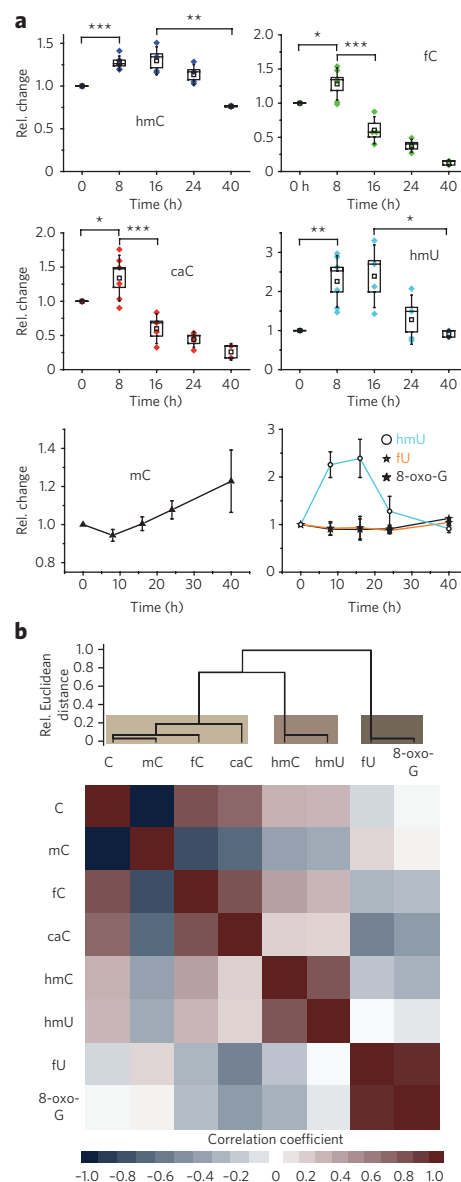 a
Rel. change
1.5
1.0
0.5
0
***
**
hmC
0 8 16 24 40
Time (h)
2.0
1.5
1.0
0.5
0
*
***
fC
0 h 8 16 24 40
Time (h)
Rel. change
2.0
1.5
1.0
0.5
0
*
***
caC
0 8 16 24 40
Time (h)
3
2
1
0
**
*
hmU
0 8 16 24 40
Time (h)
Rel. change
1.4
1.2
1.0
0.8
mC
0 10 20 30 40
Time (h)
3
2
1
0
hmU
fU
8-oxo-G
0 10 20 30 40
Time (h)
b
Rel. Euclidean
distance
1.0
0.8
0.6
0.4
0.2
0
C mC fC caC hmC hmU fU 8-oxo-
G
C
mC
fC
caC
hmC
hmU
fU
8-oxo-
G
Correlation coefficient
-1.0 -0.8 -0.6 -0.4 -0.2 0 0.2 0.4 0.6 0.8 1.0